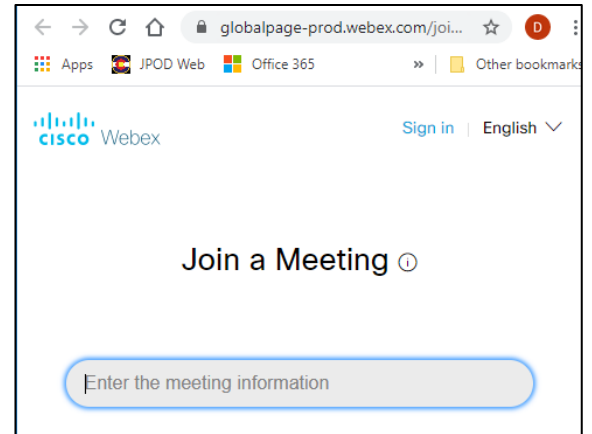 globalpage-prod.webex.com/joi... D
Apps JPOD Web Office 365 » Other bookmarks
cisco Webex Sign in | English
Join a Meeting
Enter the meeting information